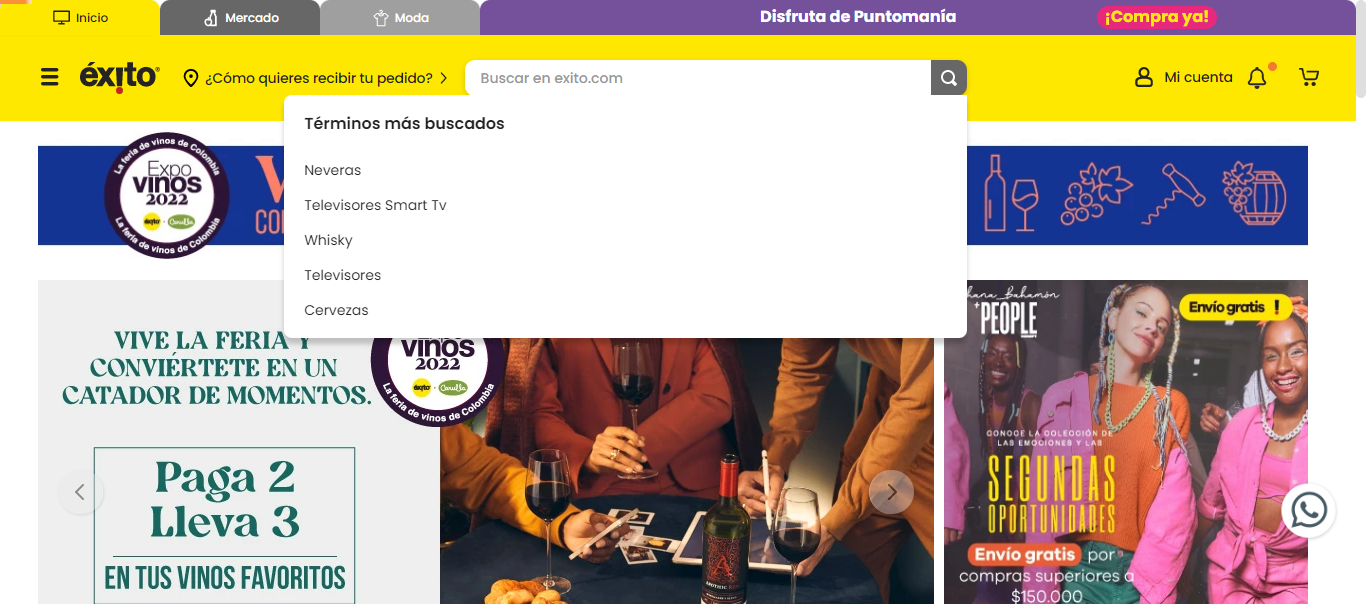 Inicio
Mercado
Moda
Disfruta de Puntomanía
¡Compra ya!
éxito
¿Cómo quieres recibir tu pedido?
Buscar en exito.com
Mi cuenta
Términos más buscados
Neveras
Televisores Smart Tv
Whisky
Televisores
Cervezas
La feria de vinos de Colombia
Expo
vinos
2022
éxito
Carulla
La feria de vinos de Colombia
VIVE LA FERIA Y
CONVIÉRTETE EN UN
CATADOR DE MOMENTOS.
Paga 2
Lleva 3
EN TUS VINOS FAVORITOS
vinos
2022
éxito
Carulla
La feria de vinos de Colombia
+PEOPLE
Envío gratis !
CONOCE LA COLECCIÓN DE
LAS EMOCIONES Y LAS
SEGUNDAS
OPORTUNIDADES
Envío gratis por
compras superiores a
$150.000